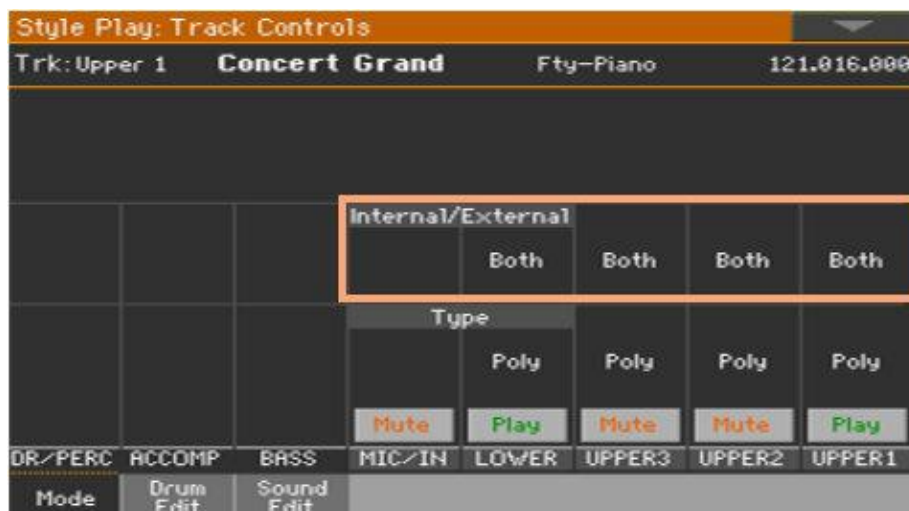 Style Play: Track Controls
Trk:Upper 1 Concert Grand Fty-Piano 121.016.000
Internal/External
Both Both Both Both
Type
Poly Poly Poly Poly
Mute Play Mute Mute Play
DR/PERC ACCOMP BASS MIC/IN LOWER UPPER3 UPPER2 UPPER1
Mode Drum Edit Sound Edit